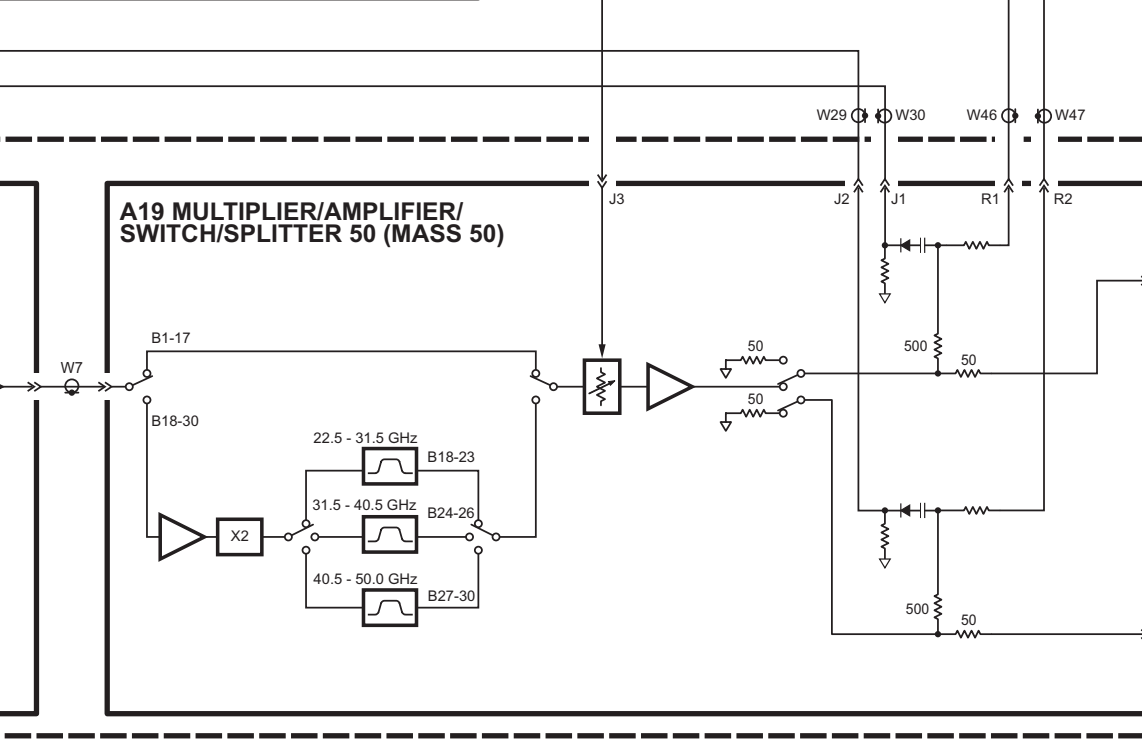 W29
W30
W46
W47
J3
J2
J1
R1
R2
A19 MULTIPLIER/AMPLIFIER/
SWITCH/SPLITTER 50 (MASS 50)
B1-17
W7
50
500
50
50
B18-30
22.5 - 31.5 GHz
B18-23
31.5 - 40.5 GHz
B24-26
X2
40.5 - 50.0 GHz
B27-30
500
50